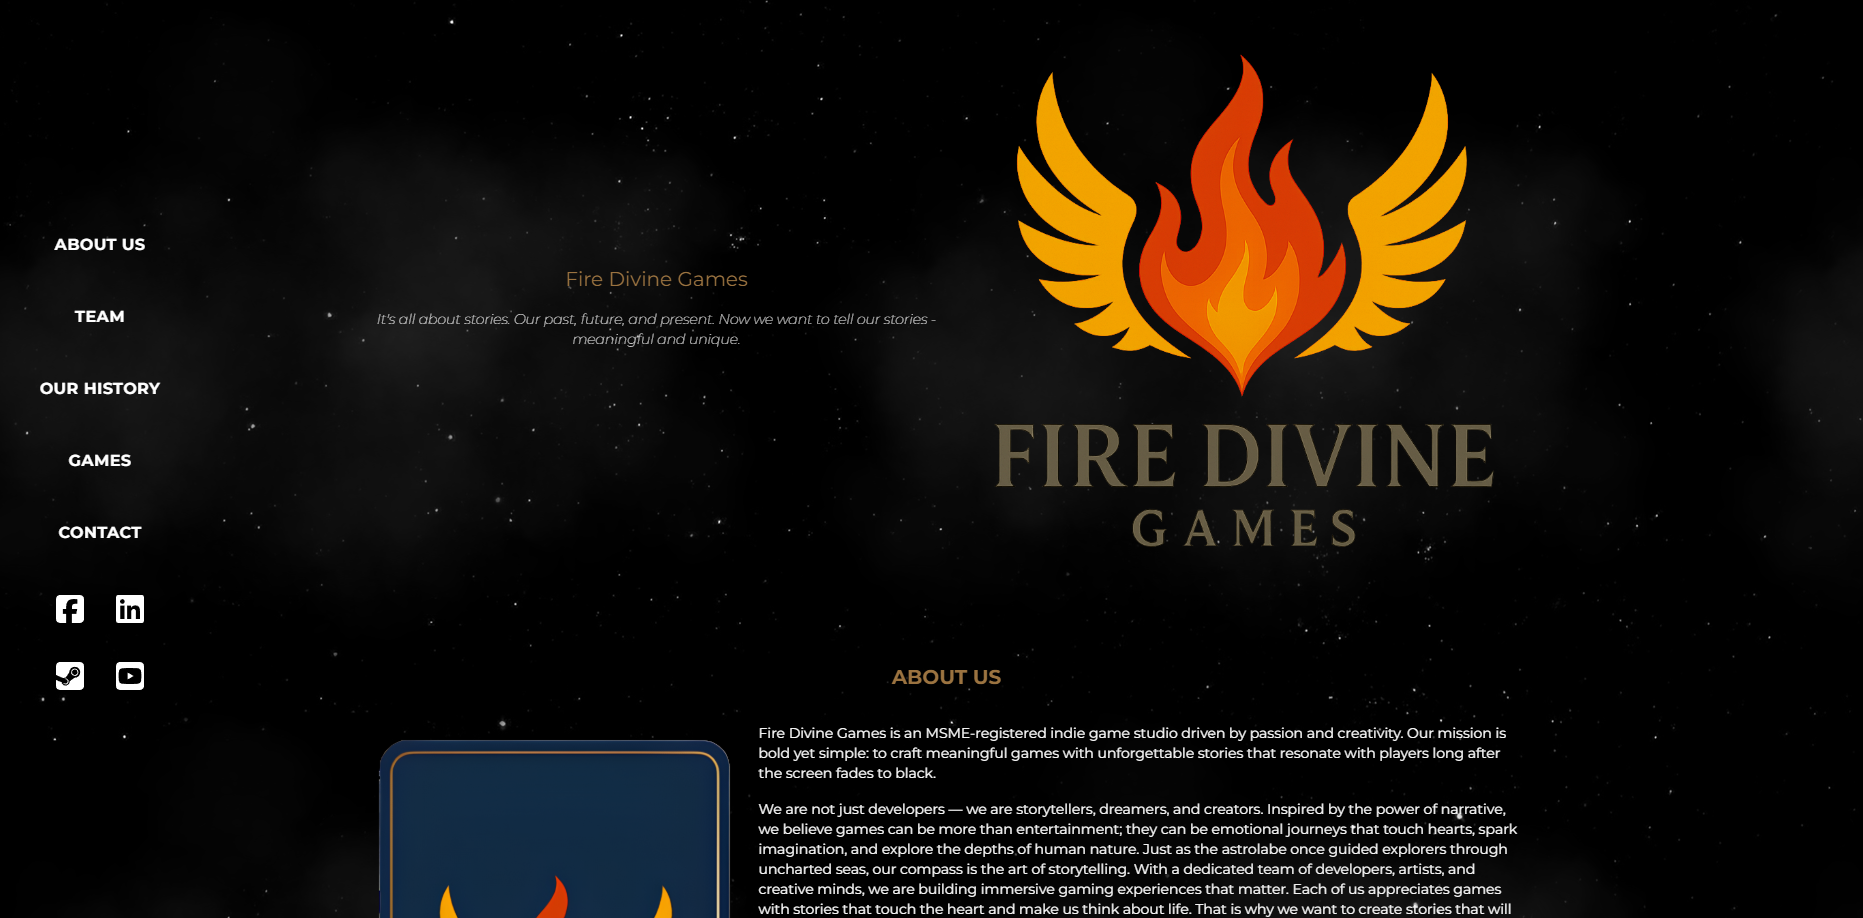 ABOUT US
TEAM
OUR HISTORY
GAMES
CONTACT
Fire Divine Games
It's all about stories. Our past, future, and present. Now we want to tell our stories -
meaningful and unique.
FIRE DIVINE
GAMES
ABOUT US
Fire Divine Games is an MSME-registered indie game studio driven by passion and creativity. Our mission is
bold yet simple: to craft meaningful games with unforgettable stories that resonate with players long after
the screen fades to black.
We are not just developers — we are storytellers, dreamers, and creators. Inspired by the power of narrative,
we believe games can be more than entertainment; they can be emotional journeys that touch hearts, spark
imagination, and explore the depths of human nature. Just as the astrolabe once guided explorers through
uncharted seas, our compass is the art of storytelling. With a dedicated team of developers, artists, and
creative minds, we are building immersive gaming experiences that matter. Each of us appreciates games
with stories that touch the heart and make us think about life. That is why we want to create stories that will